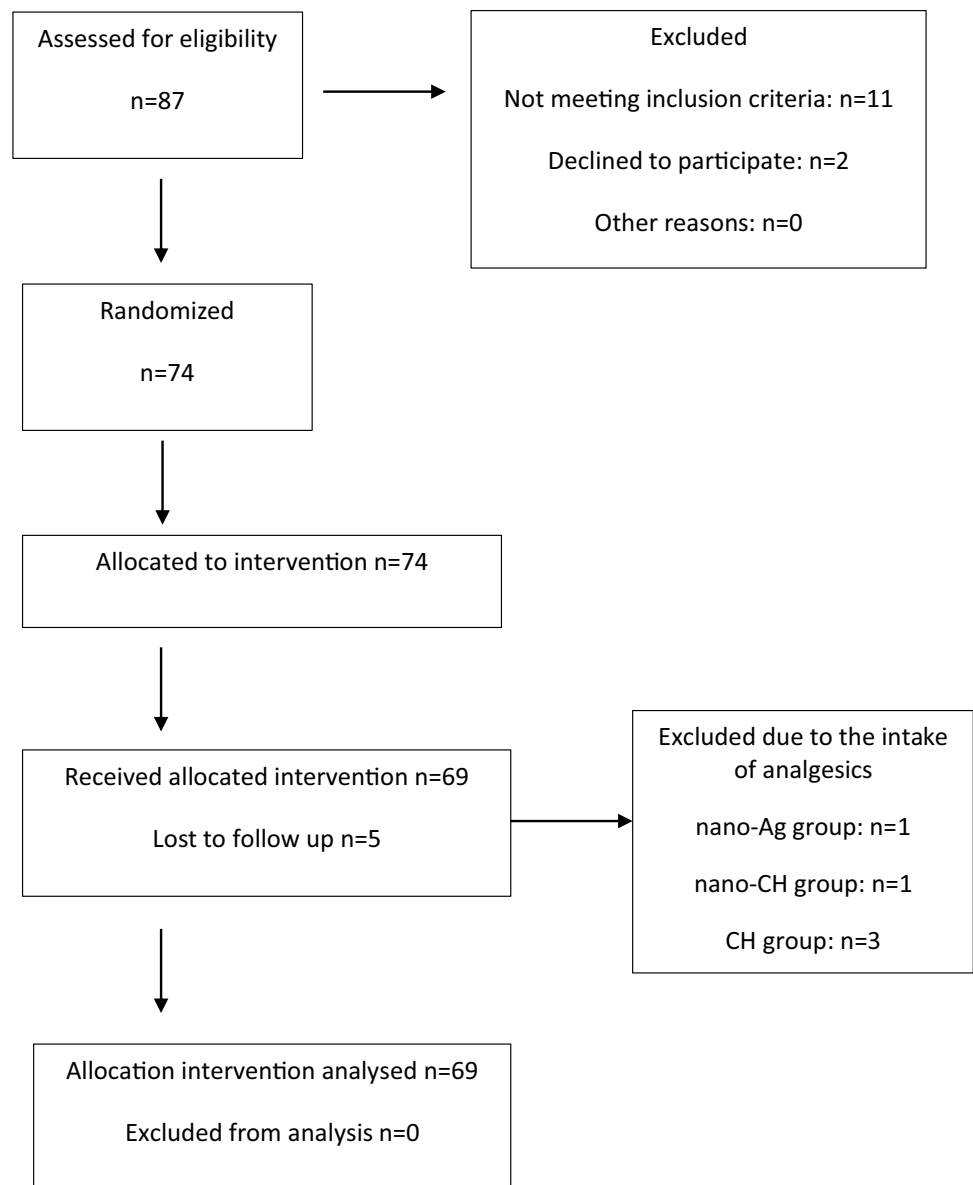 Assessed for eligibility
n=87
Excluded
Not meeting inclusion criteria: n=11
Declined to participate: n=2
Other reasons: n=0
Randomized
n=74
Allocated to intervention n=74
Received allocated intervention n=69
Lost to follow up n=5
Excluded due to the intake
of analgesics
nano-Ag group: n=1
nano-CH group: n=1
CH group: n=3
Allocation intervention analysed n=69
Excluded from analysis n=0